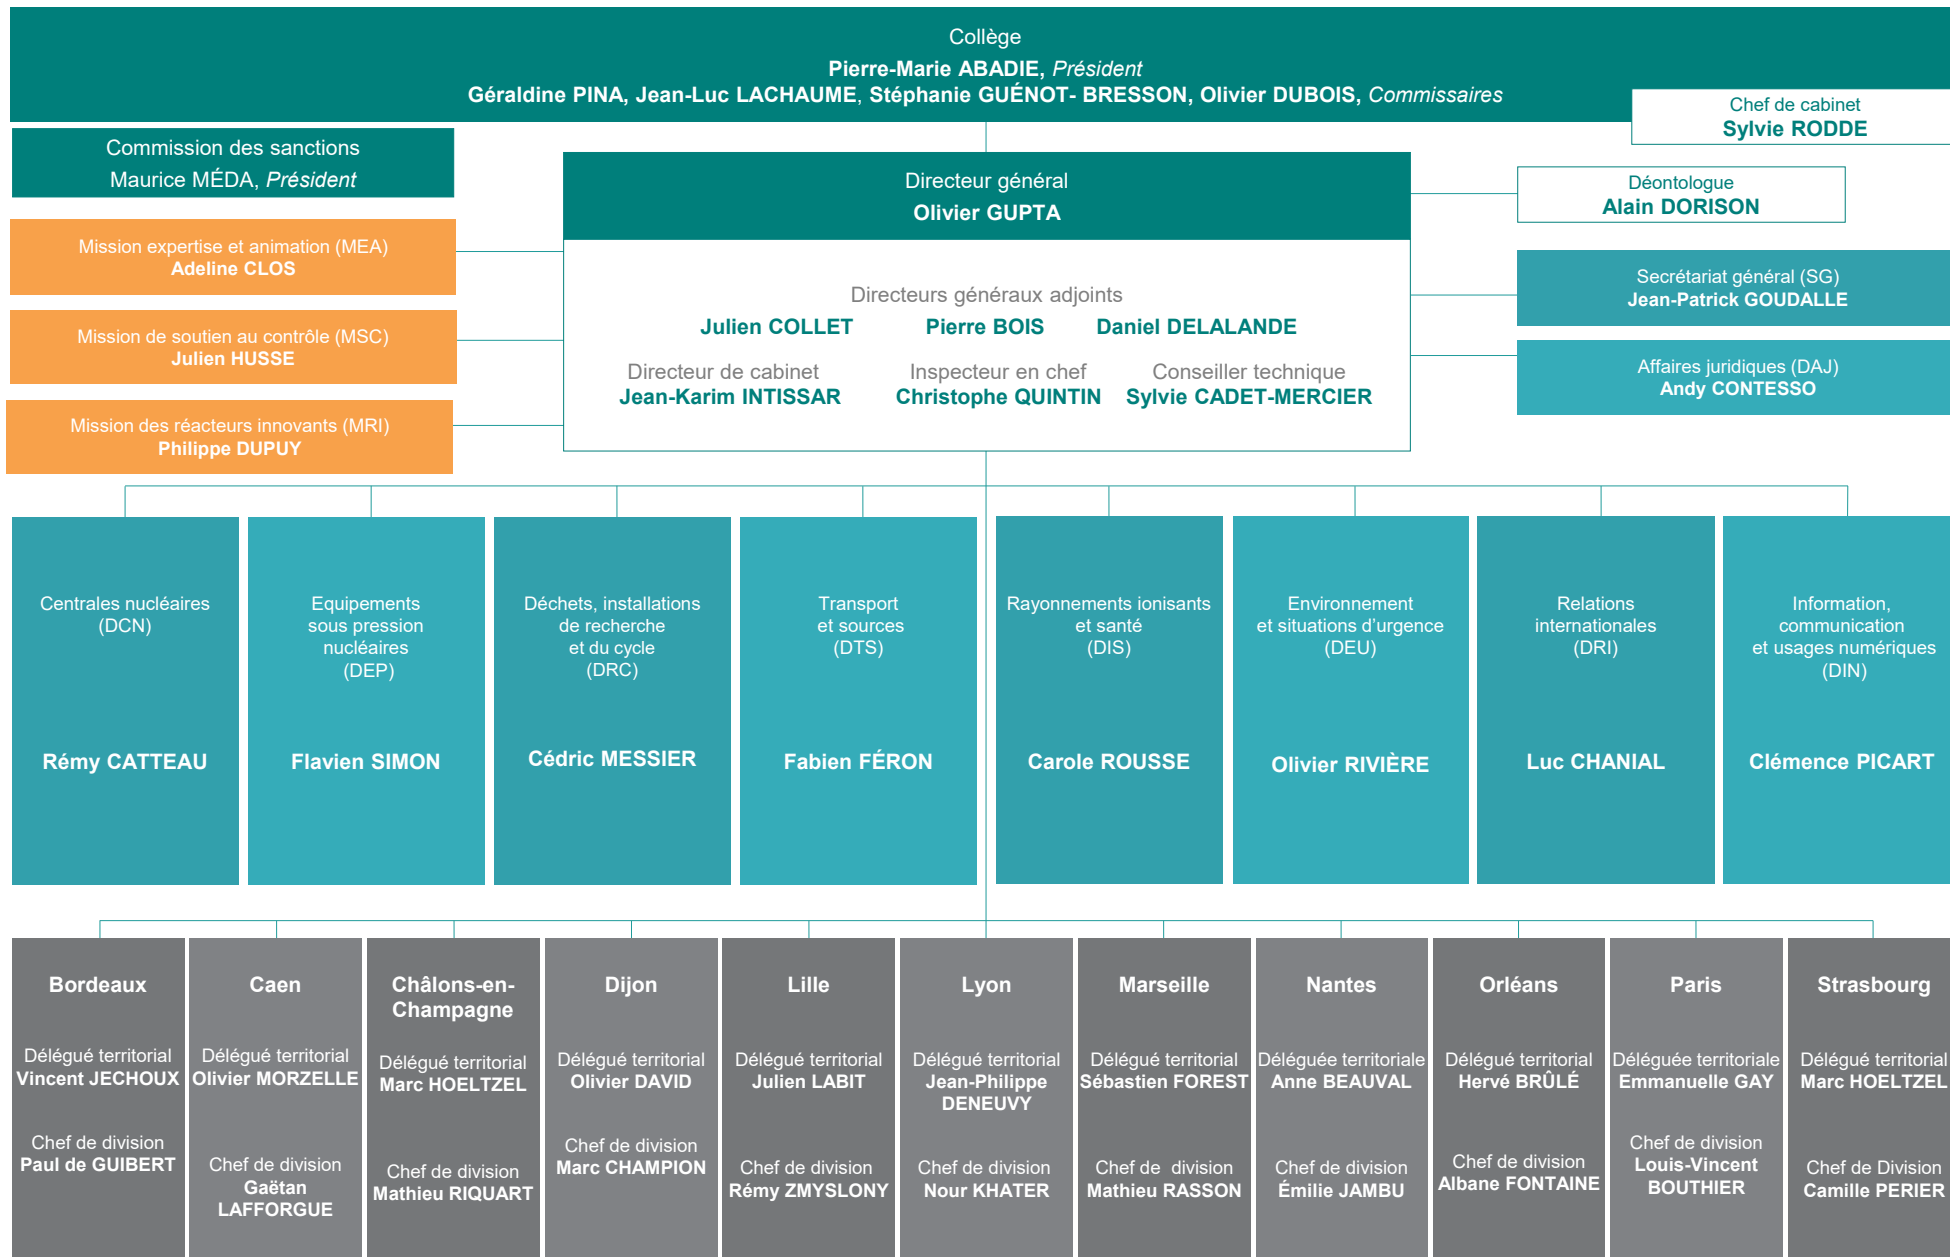 Collège
Pierre-Marie ABADIE, Président
Géraldine PINA, Jean-Luc LACHAUME, Stéphanie GUÉNOT- BRESSON, Olivier DUBOIS, Commissaires
Chef de cabinet
Sylvie RODDE
Commission des sanctions
Maurice MÉDA, Président
Directeur général
Olivier GUPTA
Déontologue
Alain DORISON
Mission expertise et animation (MEA)
Adeline CLOS
Mission de soutien au contrôle (MSC)
Julien HUSSE
Mission des réacteurs innovants (MRI)
Philippe DUPUY
Directeurs généraux adjoints
Julien COLLET Pierre BOIS Daniel DELALANDE
Directeur de cabinet
Jean-Karim INTISSAR
Inspecteur en chef
Christophe QUINTIN
Conseiller technique
Sylvie CADET-MERCIER
Secrétariat général (SG)
Jean-Patrick GOUDALLE
Affaires juridiques (DAJ)
Andy CONTESSO
Centrales nucléaires
(DCN)
Rémy CATTEAU
Equipements
sous pression
nucléaires
(DEP)
Flavien SIMON
Déchets, installations
de recherche
et du cycle
(DRC)
Cédric MESSIER
Transport
et sources
(DTS)
Fabien FÉRON
Rayonnements ionisants
et santé
(DIS)
Carole ROUSSE
Environnement
et situations d'urgence
(DEU)
Olivier RIVIÈRE
Relations
internationales
(DRI)
Luc CHANIAL
Information,
communication
et usages numériques
(DIN)
Clémence PICART
Bordeaux
Délégué territorial
Vincent JECHOUX
Chef de division
Paul de GUIBERT
Caen
Délégué territorial
Olivier MORZELLE
Chef de division
Gaëtan
LAFFORGUE
Châlons-en-
Champagne
Délégué territorial
Marc HOELTZEL
Chef de division
Mathieu RIQUART
Dijon
Délégué territorial
Olivier DAVID
Chef de division
Marc CHAMPION
Lille
Délégué territorial
Julien LABIT
Chef de division
Rémy ZMYSLONY
Lyon
Délégué territorial
Jean-Philippe
DENEUVY
Chef de division
Nour KHATER
Marseille
Délégué territorial
Sébastien FOREST
Chef de division
Mathieu RASSON
Nantes
Déléguée territoriale
Anne BEAUVAL
Chef de division
Émilie JAMBU
Orléans
Délégué territorial
Hervé BRÛLÉ
Chef de division
Albane FONTAINE
Paris
Déléguée territoriale
Emmanuelle GAY
Chef de division
Louis-Vincent
BOUTHIER
Strasbourg
Délégué territorial
Marc HOELTZEL
Chef de Division
Camille PERIER